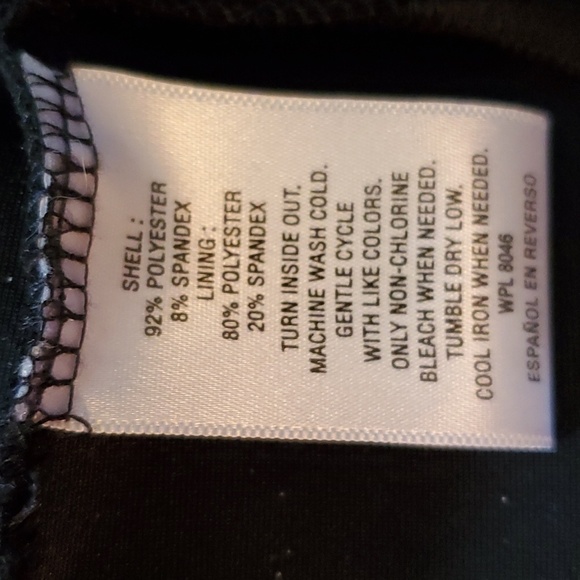 SHELL:
92% POLYESTER
8% SPANDEX
LINING:
80% POLYESTER
20% SPANDEX
TURN INSIDE OUT.
MACHINE WASH COLD.
GENTLE CYCLE
WITH LIKE COLORS.
ONLY NON-CHLORINE
BLEACH WHEN NEEDED.
TUMBLE DRY LOW.
COOL IRON WHEN NEEDED.
WPL 8046
ESPAÑOL EN REVERSO